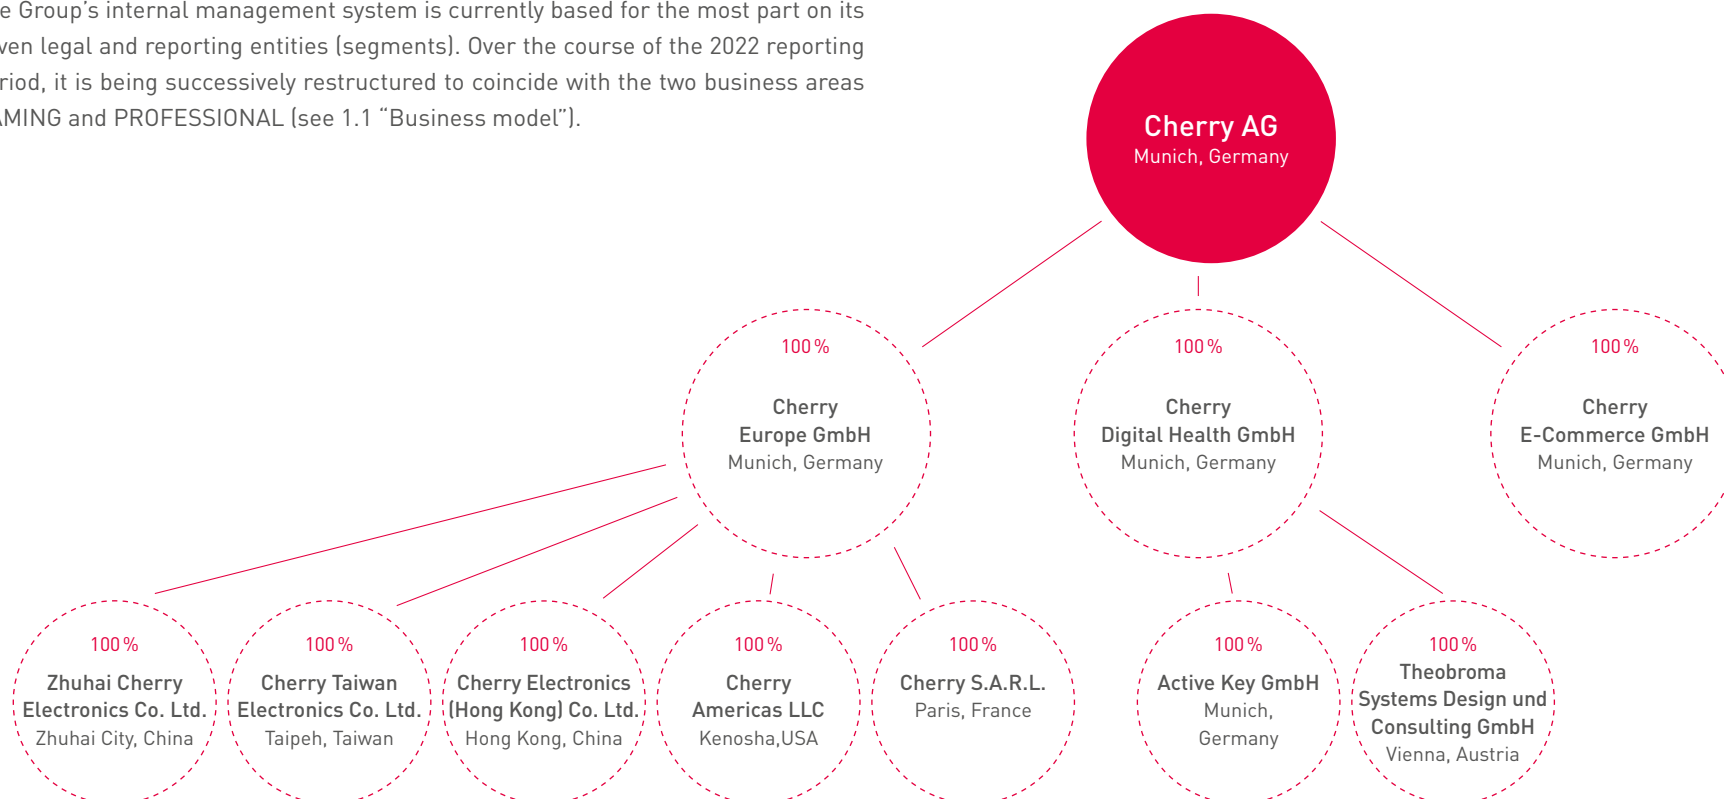 e Group's internal management system is currently based for the most part on its
ven legal and reporting entities (segments). Over the course of the 2022 reporting
riod, it is being successively restructured to coincide with the two business areas
AMING and PROFESSIONAL (see 1.1 “Business model”).
Cherry AG
Munich, Germany
100 %
Cherry
Europe GmbH
Munich, Germany
100 %
Cherry
Digital Health GmbH
Munich, Germany
100 %
Cherry
E-Commerce GmbH
Munich, Germany
100 %
Zhuhai Cherry
Electronics Co. Ltd.
Zhuhai City, China
100 %
Cherry Taiwan
Electronics Co. Ltd.
Taipeh, Taiwan
100 %
Cherry Electronics
(Hong Kong) Co. Ltd.
Hong Kong, China
100 %
Cherry
Americas LLC
Kenosha,USA
100 %
Cherry S.A.R.L.
Paris, France
100 %
Active Key GmbH
Munich,
Germany
100 %
Theobroma
Systems Design und
Consulting GmbH
Vienna, Austria